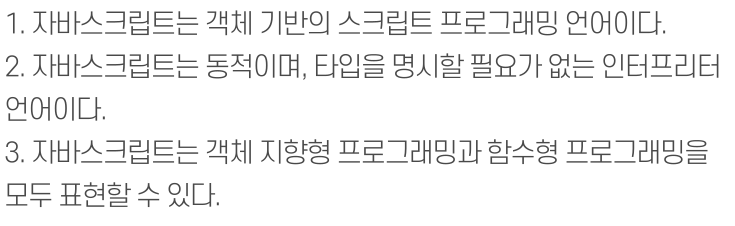 1. 자바스크립트는 객체 기반의 스크립트 프로그래밍 언어이다.
2. 자바스크립트는 동적이며, 타입을 명시할 필요가 없는 인터프리터
언어이다.
3. 자바스크립트는 객체 지향형 프로그래밍과 함수형 프로그래밍을
모두 표현할 수 있다.